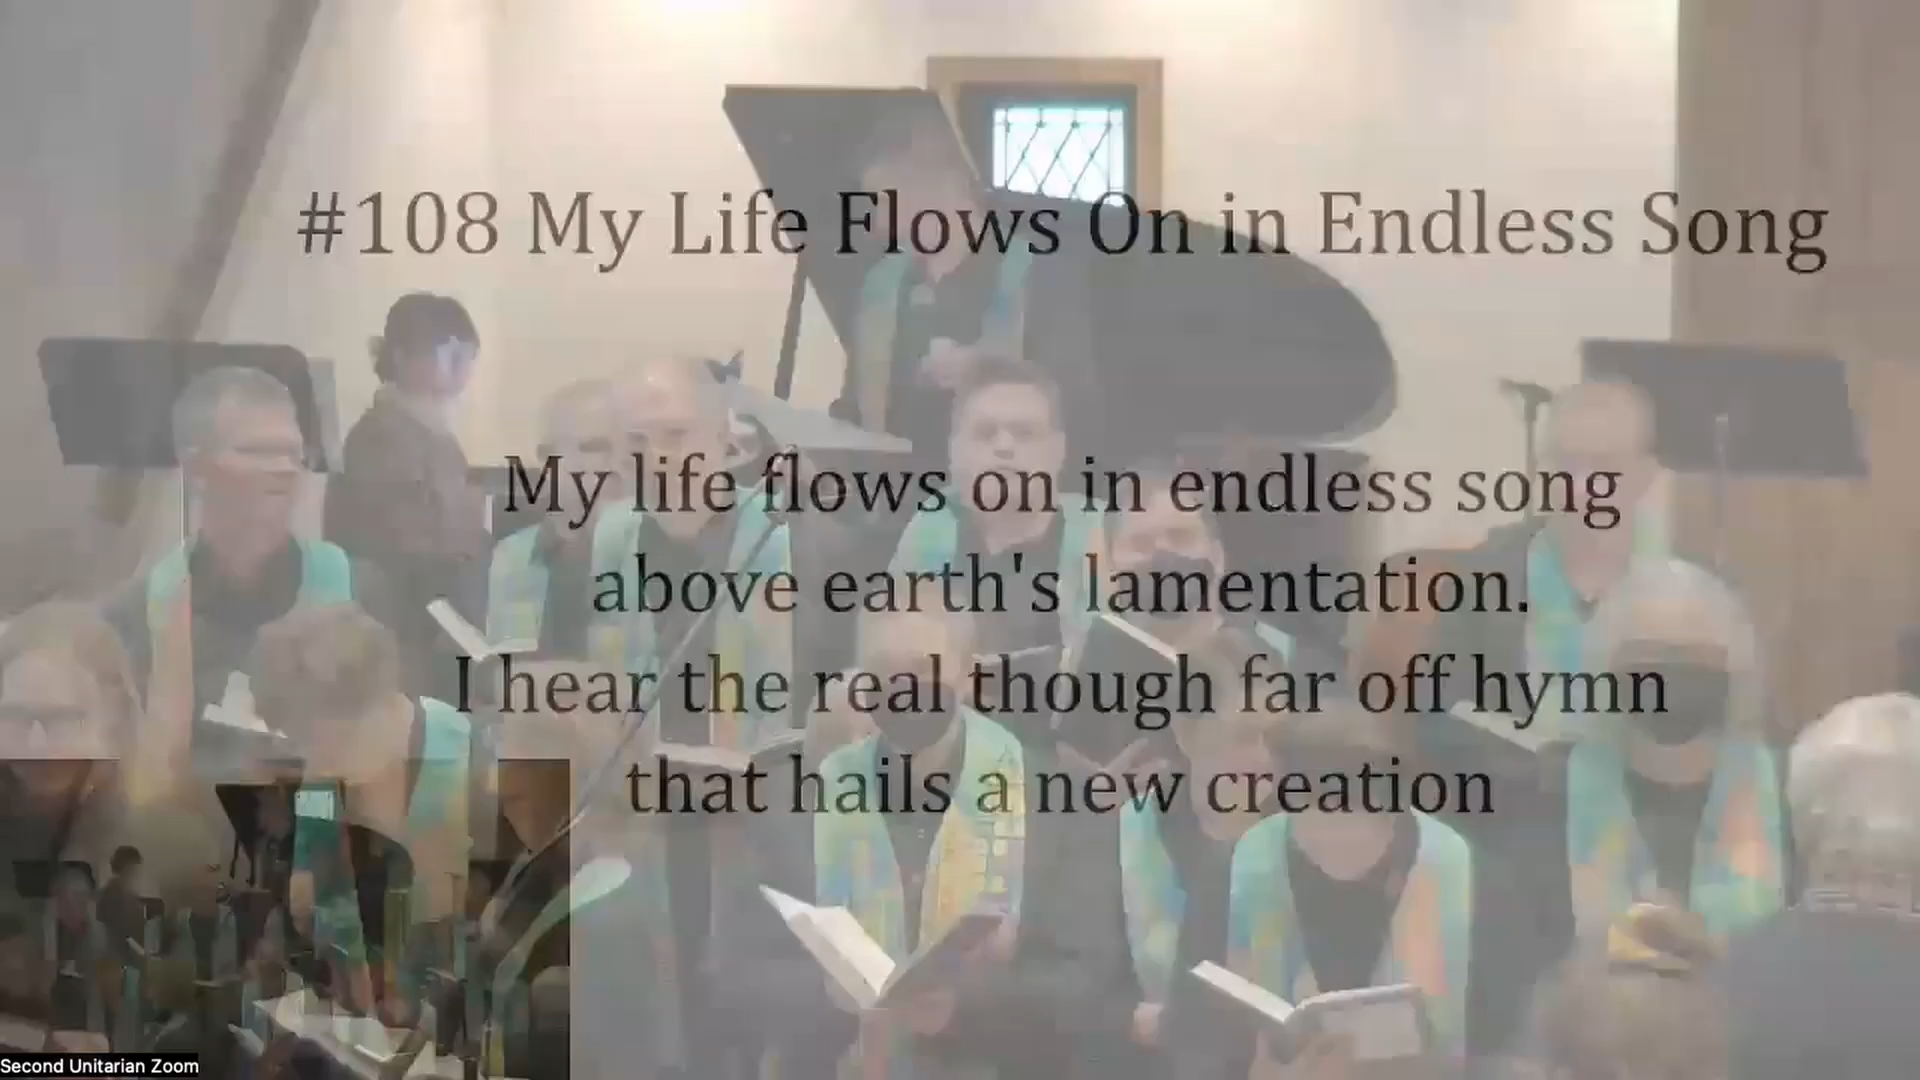 #108 My Life Flows On in Endless Song
My life flows on in endless song
above earth's lamentation.
I hear the real though far off hymn
that hails a new creation
Second Unitarian Zoom